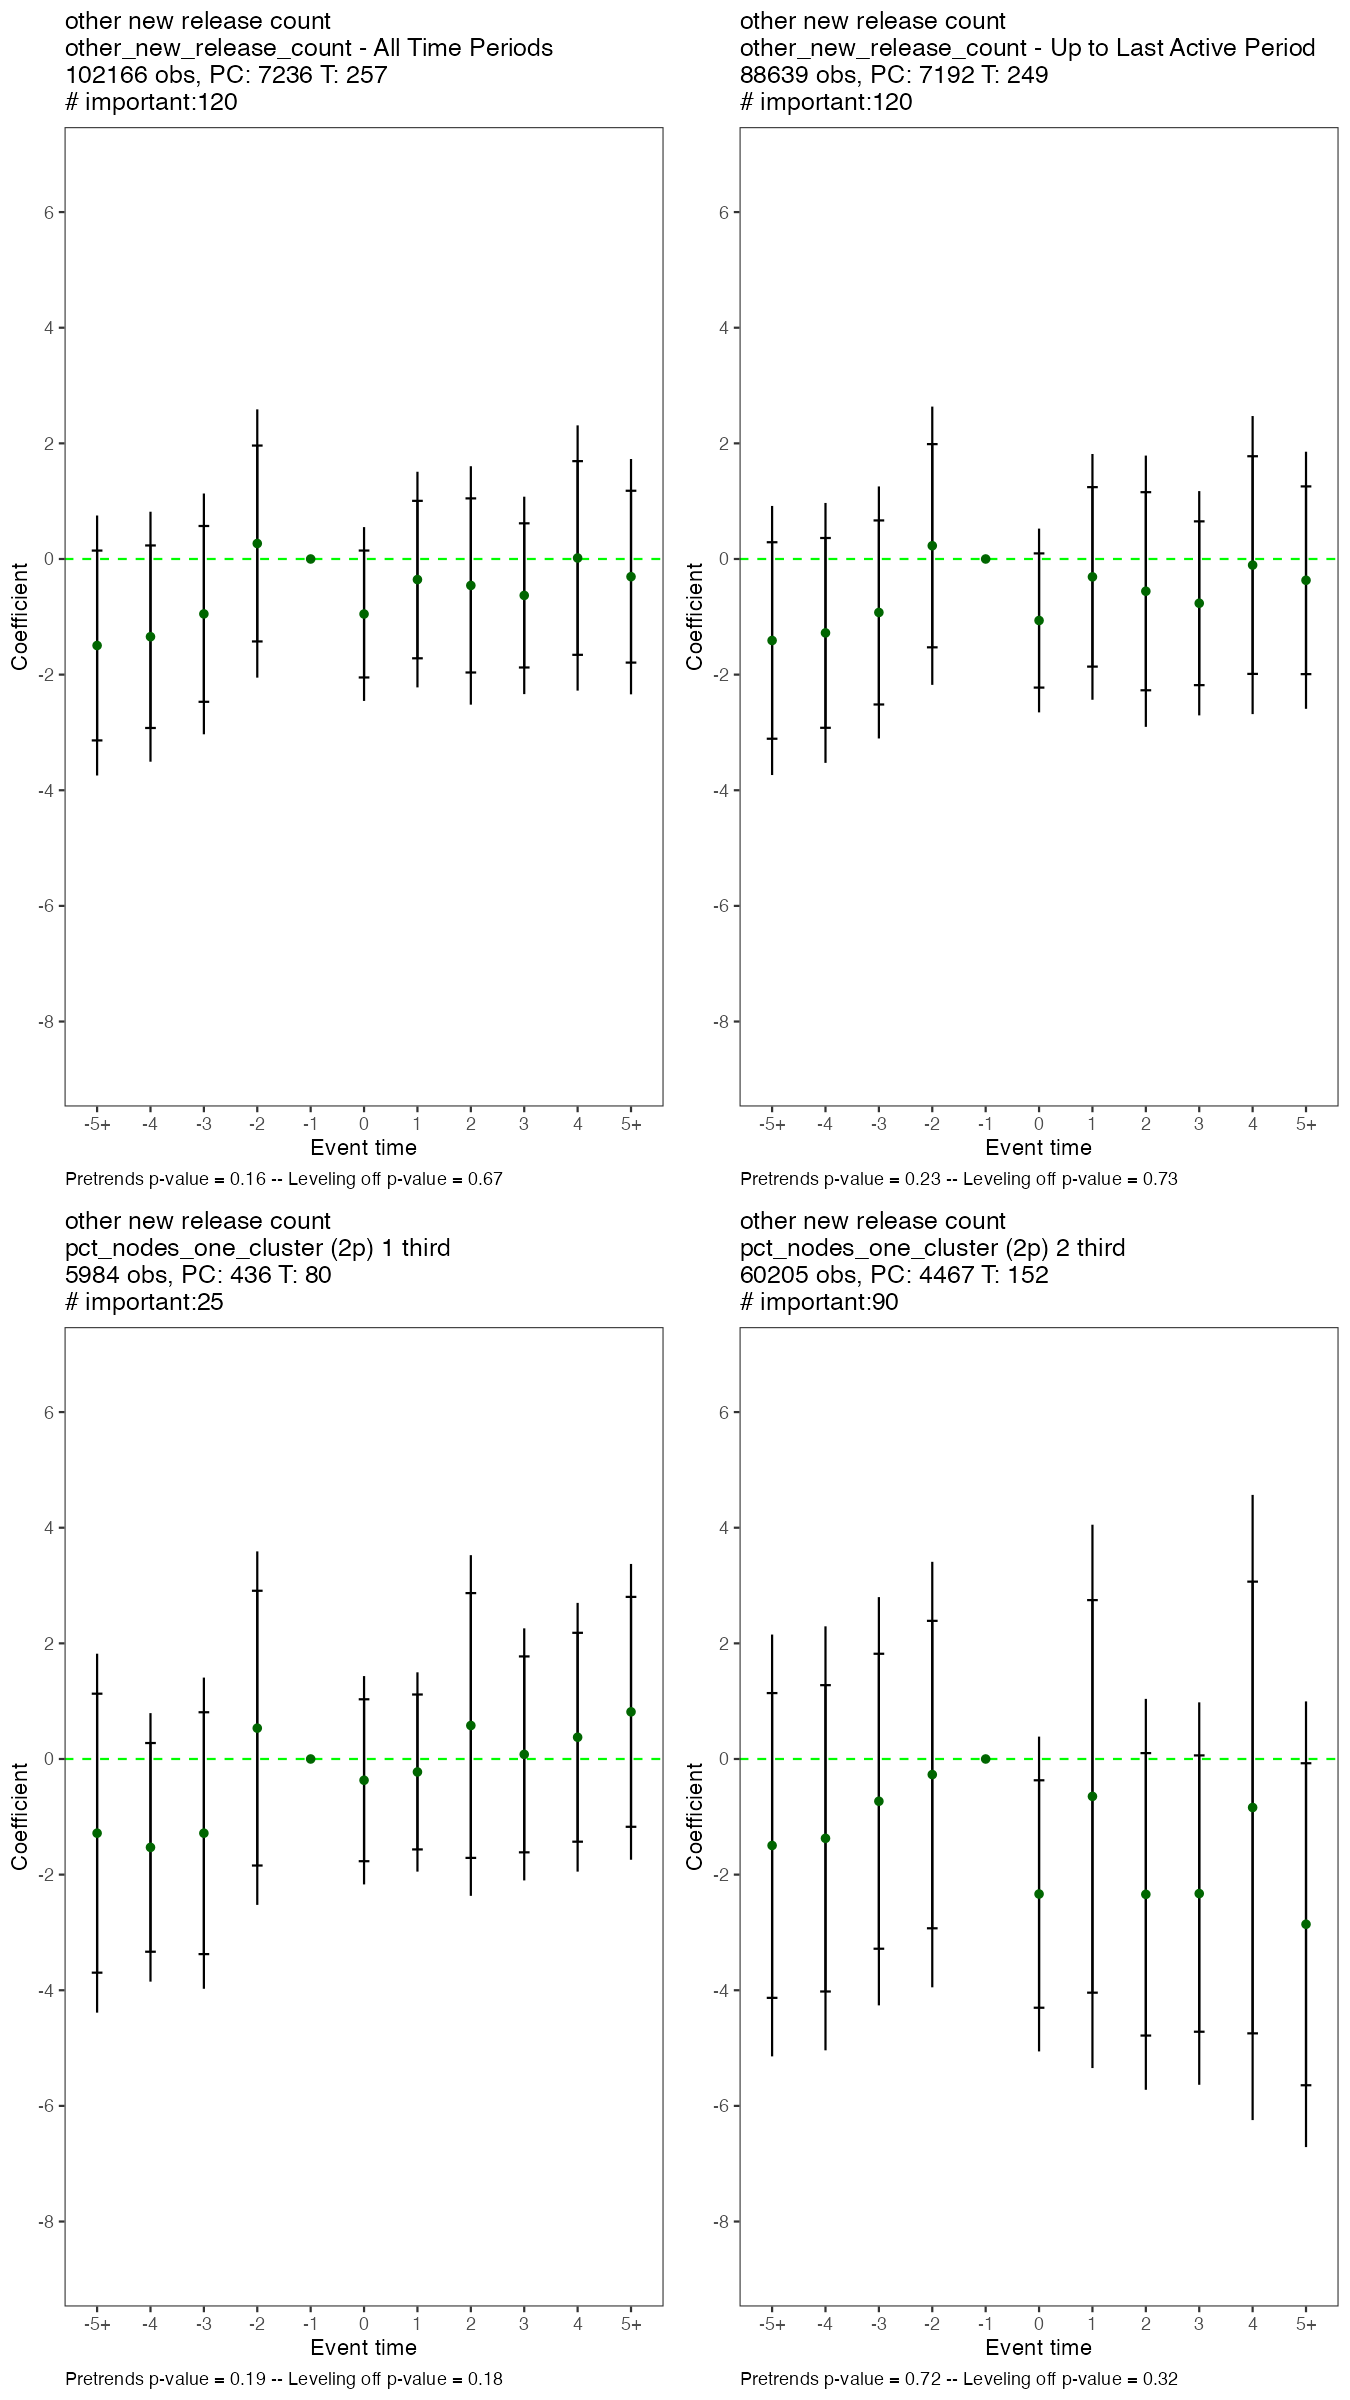 other new release count
other_new_release_count - All Time Periods
102166 obs, PC: 7236 T: 257
# important:120
6
4
2
0
-2
-4
-6
-8
Coefficient
-5+ -4 -3 -2 -1 0 1 2 3 4 5+
Event time
Pretrends p-value = 0.16 -- Leveling off p-value = 0.67
other new release count
other_new_release_count - Up to Last Active Period
88639 obs, PC: 7192 T: 249
# important:120
6
4
2
0
-2
-4
-6
-8
Coefficient
-5+ -4 -3 -2 -1 0 1 2 3 4 5+
Event time
Pretrends p-value = 0.23 -- Leveling off p-value = 0.73
other new release count
pct_nodes_one_cluster (2p) 1 third
5984 obs, PC: 436 T: 80
# important:25
6
4
2
0
-2
-4
-6
-8
Coefficient
-5+ -4 -3 -2 -1 0 1 2 3 4 5+
Event time
Pretrends p-value = 0.19 -- Leveling off p-value = 0.18
other new release count
pct_nodes_one_cluster (2p) 2 third
60205 obs, PC: 4467 T: 152
# important:90
6
4
2
0
-2
-4
-6
-8
Coefficient
-5+ -4 -3 -2 -1 0 1 2 3 4 5+
Event time
Pretrends p-value = 0.72 -- Leveling off p-value = 0.32